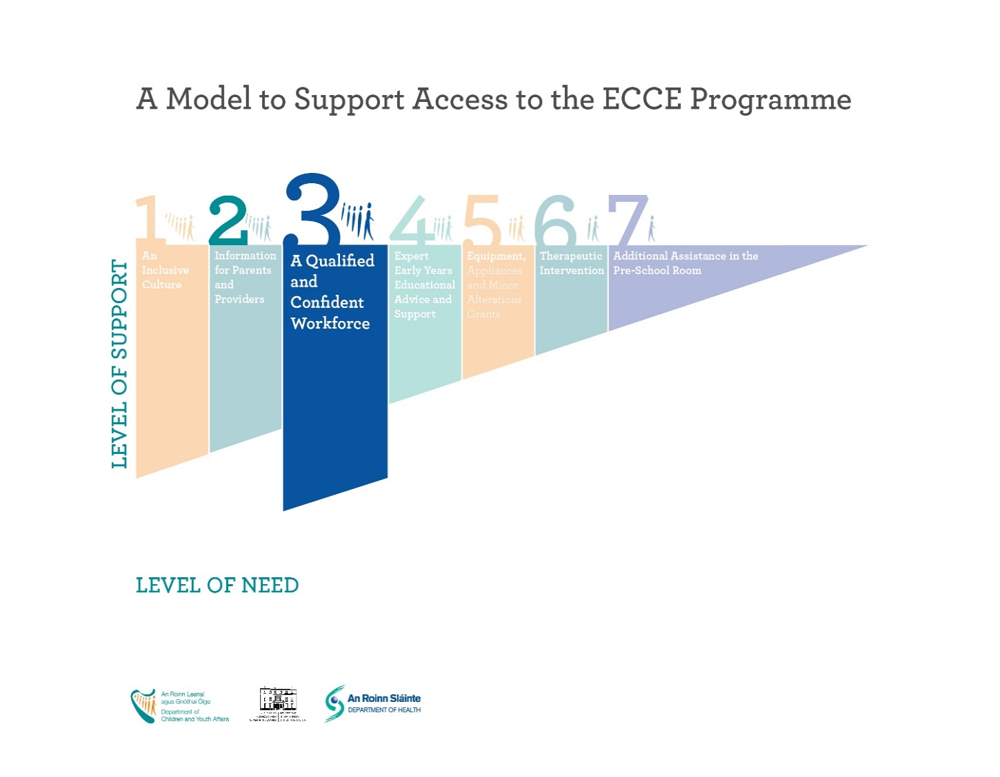 A Model to Support Access to the ECCE Programme
1
2
3
4
5
6
7
An
Inclusive
Culture
Information
for Parents
and
Providers
A Qualified
and
Confident
Workforce
Expert
Early Years
Educational
Advice and
Support
Equipment,
Appliances
and Minor
Alterations
Grants
Therapeutic
Intervention
Additional Assistance in the
Pre-School Room
LEVEL OF SUPPORT
LEVEL OF NEED
An Roinn Leanaí
agus Gnóthaí Óige
Department of
Children and Youth Affairs
An Roinn Sláinte
DEPARTMENT OF HEALTH